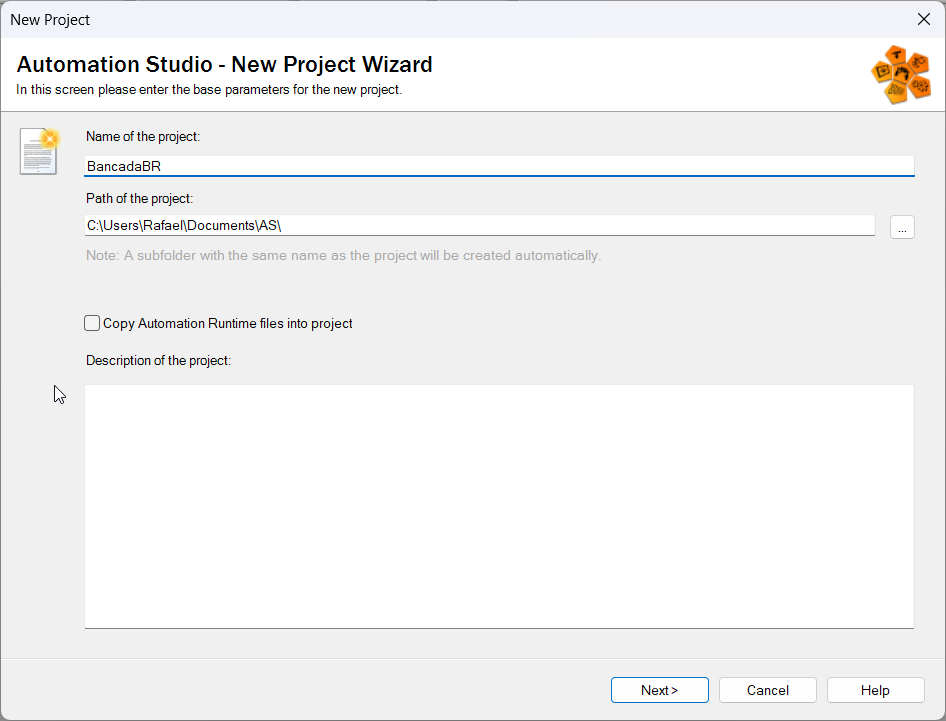 New Project
Automation Studio - New Project Wizard
In this screen please enter the base parameters for the new project.
Name of the project:
BancadaBR
Path of the project:
C:\Users\Rafael\Documents\AS\
...
Note: A subfolder with the same name as the project will be created automatically.
Copy Automation Runtime files into project
Description of the project:
Next >
Cancel
Help